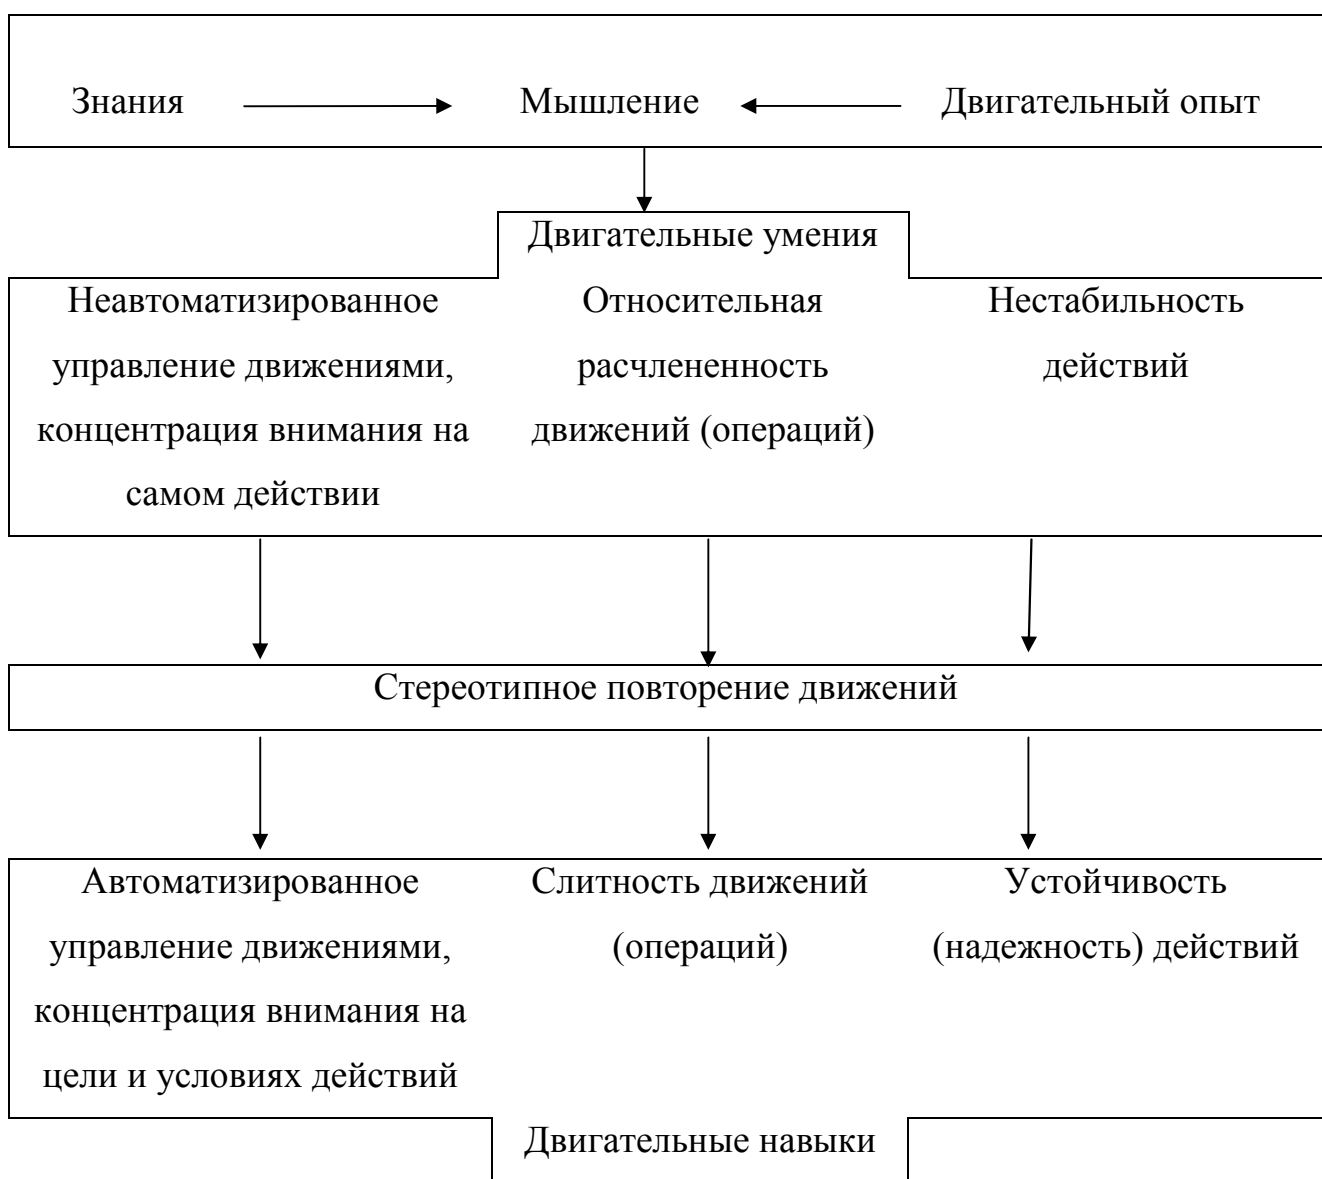 Знания Мышление Двигательный опыт
Двигательные умения
Неавтоматизированное
управление движениями,
концентрация внимания на
самом действии
Относительная
расчлененность
движений (операций)
Нестабильность
действий
Стереотипное повторение движений
Автоматизированное
управление движениями,
концентрация внимания на
цели и условиях действий
Слитность движений
(операций)
Устойчивость
(надежность) действий
Двигательные навыки